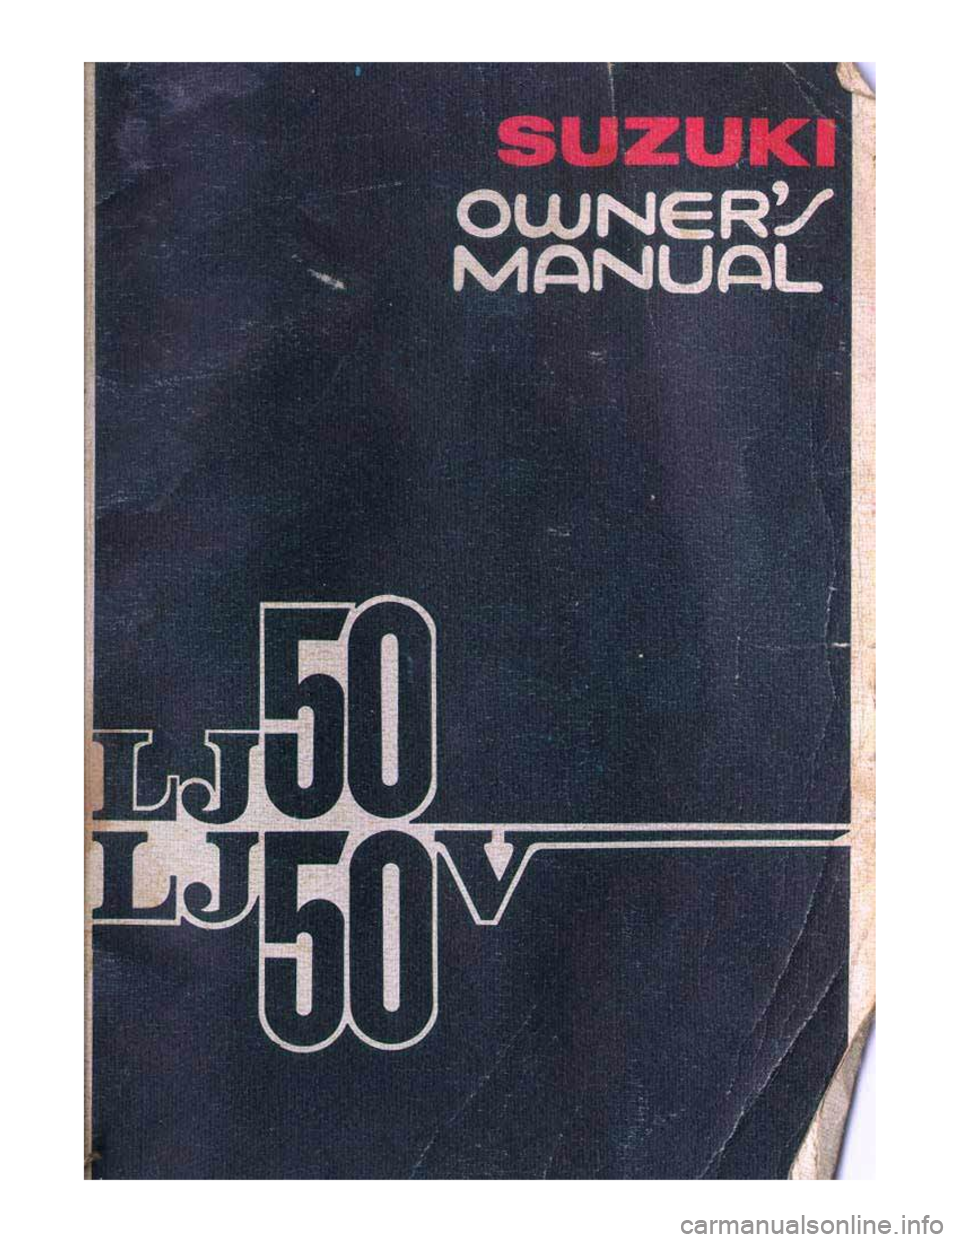 SUZUKI
OWNER'S
MANUAL
LJ50
LJ50V
carmanualsonline.info